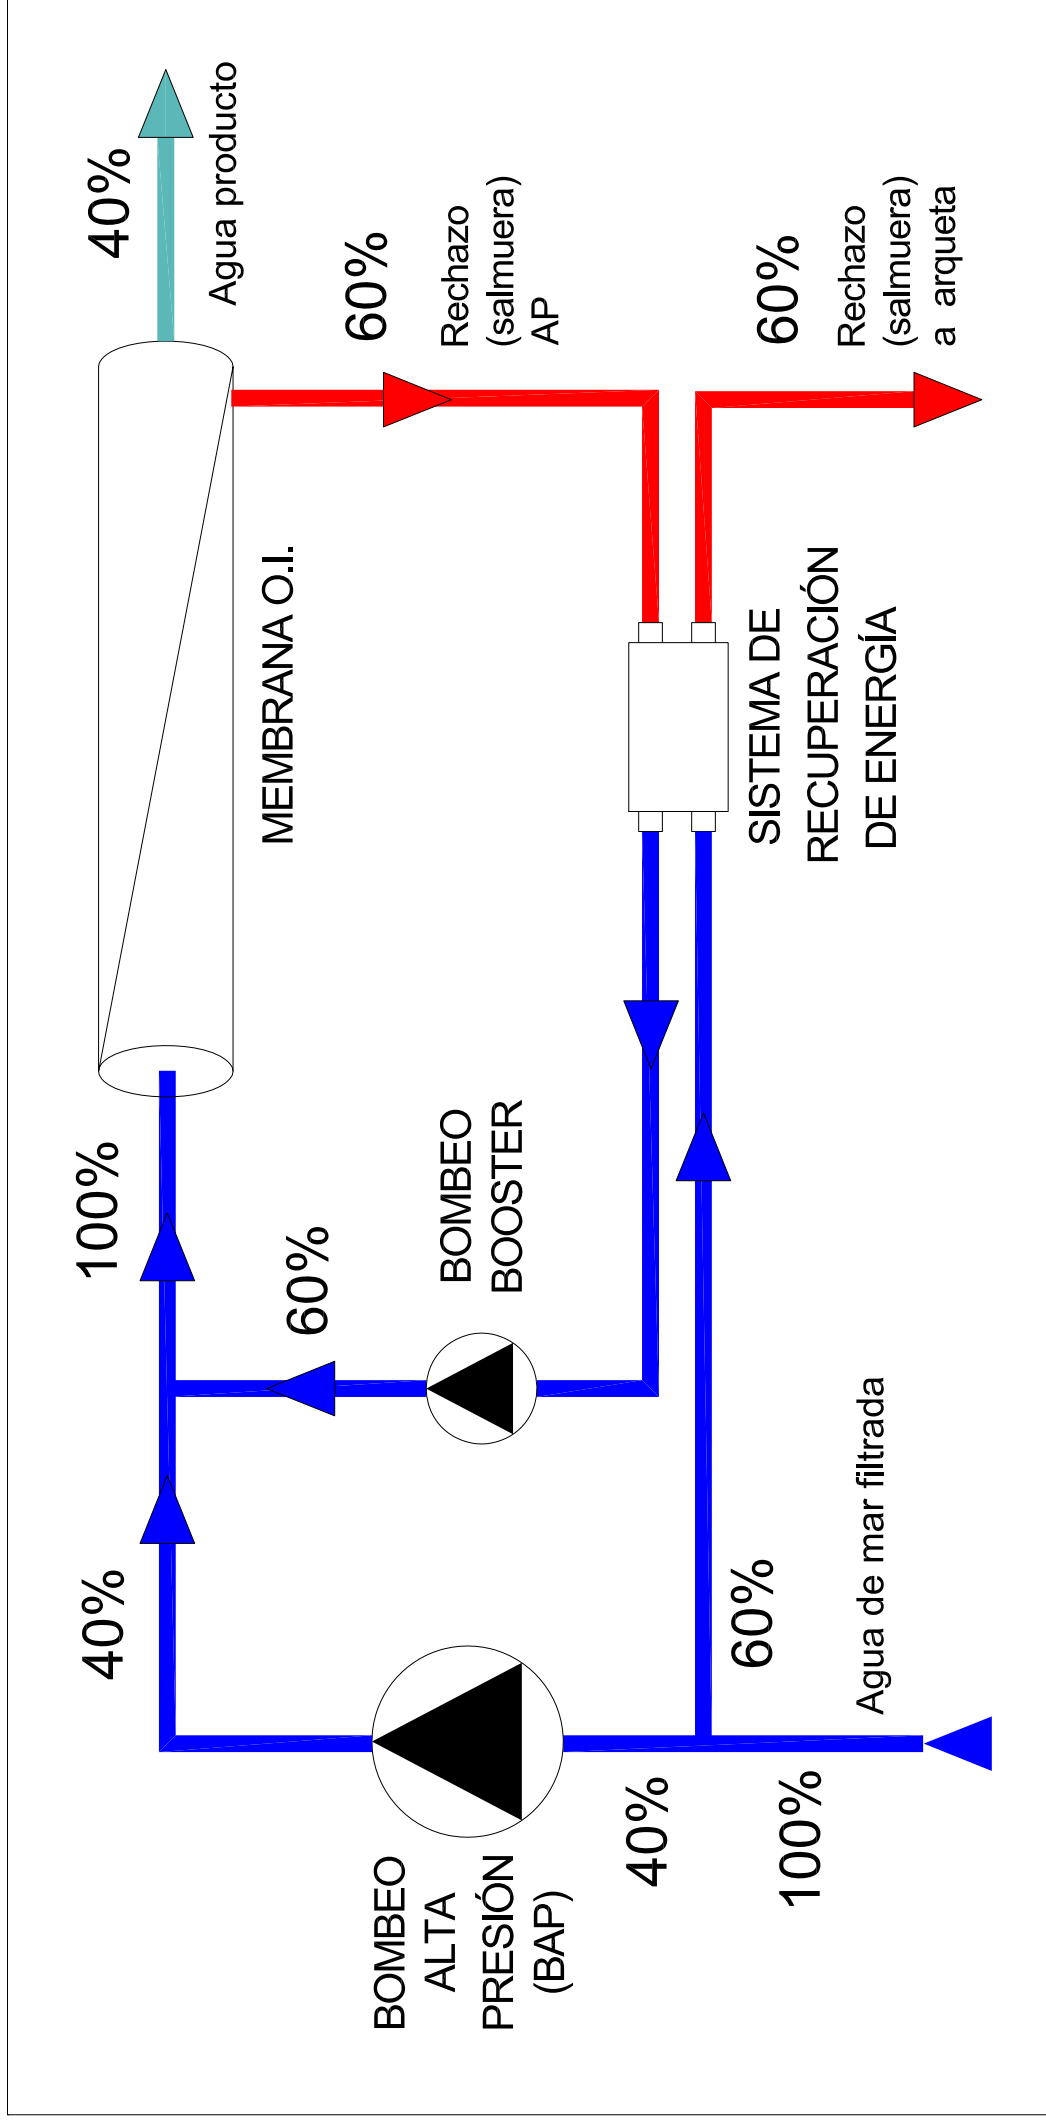 40%
Agua producto
100%
40%
MEMBRANA O.I.
60%
Rechazo
(salmuera)
AP
60%
BOMBEO
BOOSTER
BOMBEO
ALTA
PRESIÓN
(BAP)
40%
60%
SISTEMA DE
RECUPERACIÓN
DE ENERGÍA
60%
Rechazo
(salmuera)
a arqueta
100%
Agua de mar filtrada